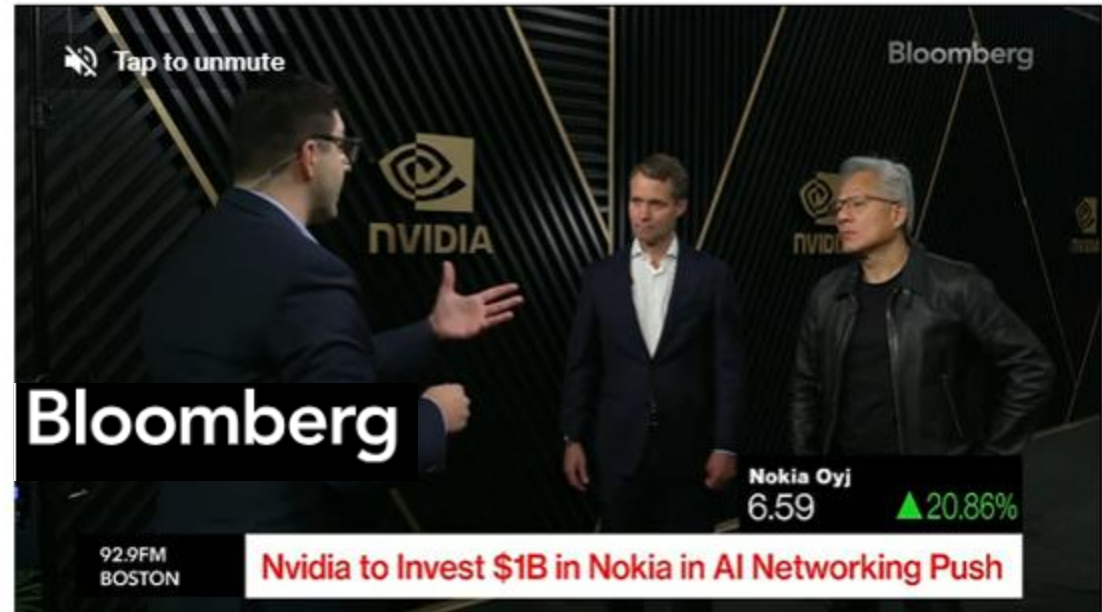 Tap to unmute
Bloomberg
NVIDIA
NVID
Bloomberg
Nokia Oyj
6.59 ▲20.86%
92.9FM
BOSTON
Nvidia to Invest $1B in Nokia in AI Networking Push